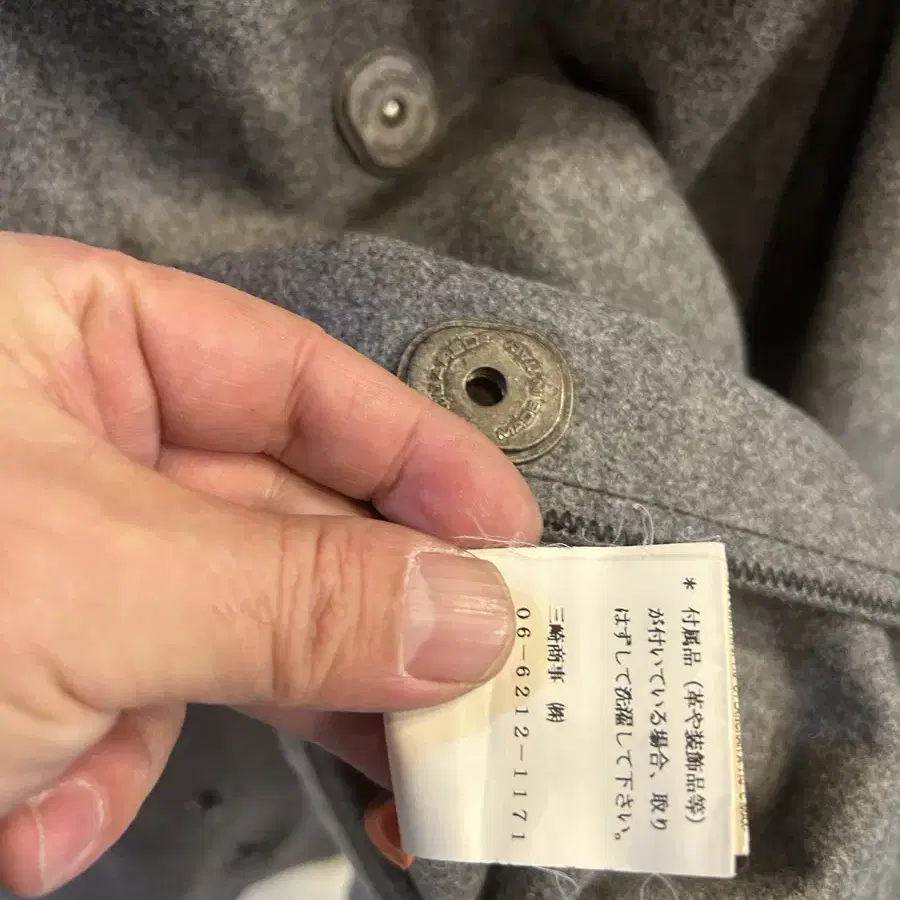 * 付属品（革や装飾品等）
が付いている場合、取り
はずして洗濯して下さい。
三崎商事 ㈱
06-6212-1171